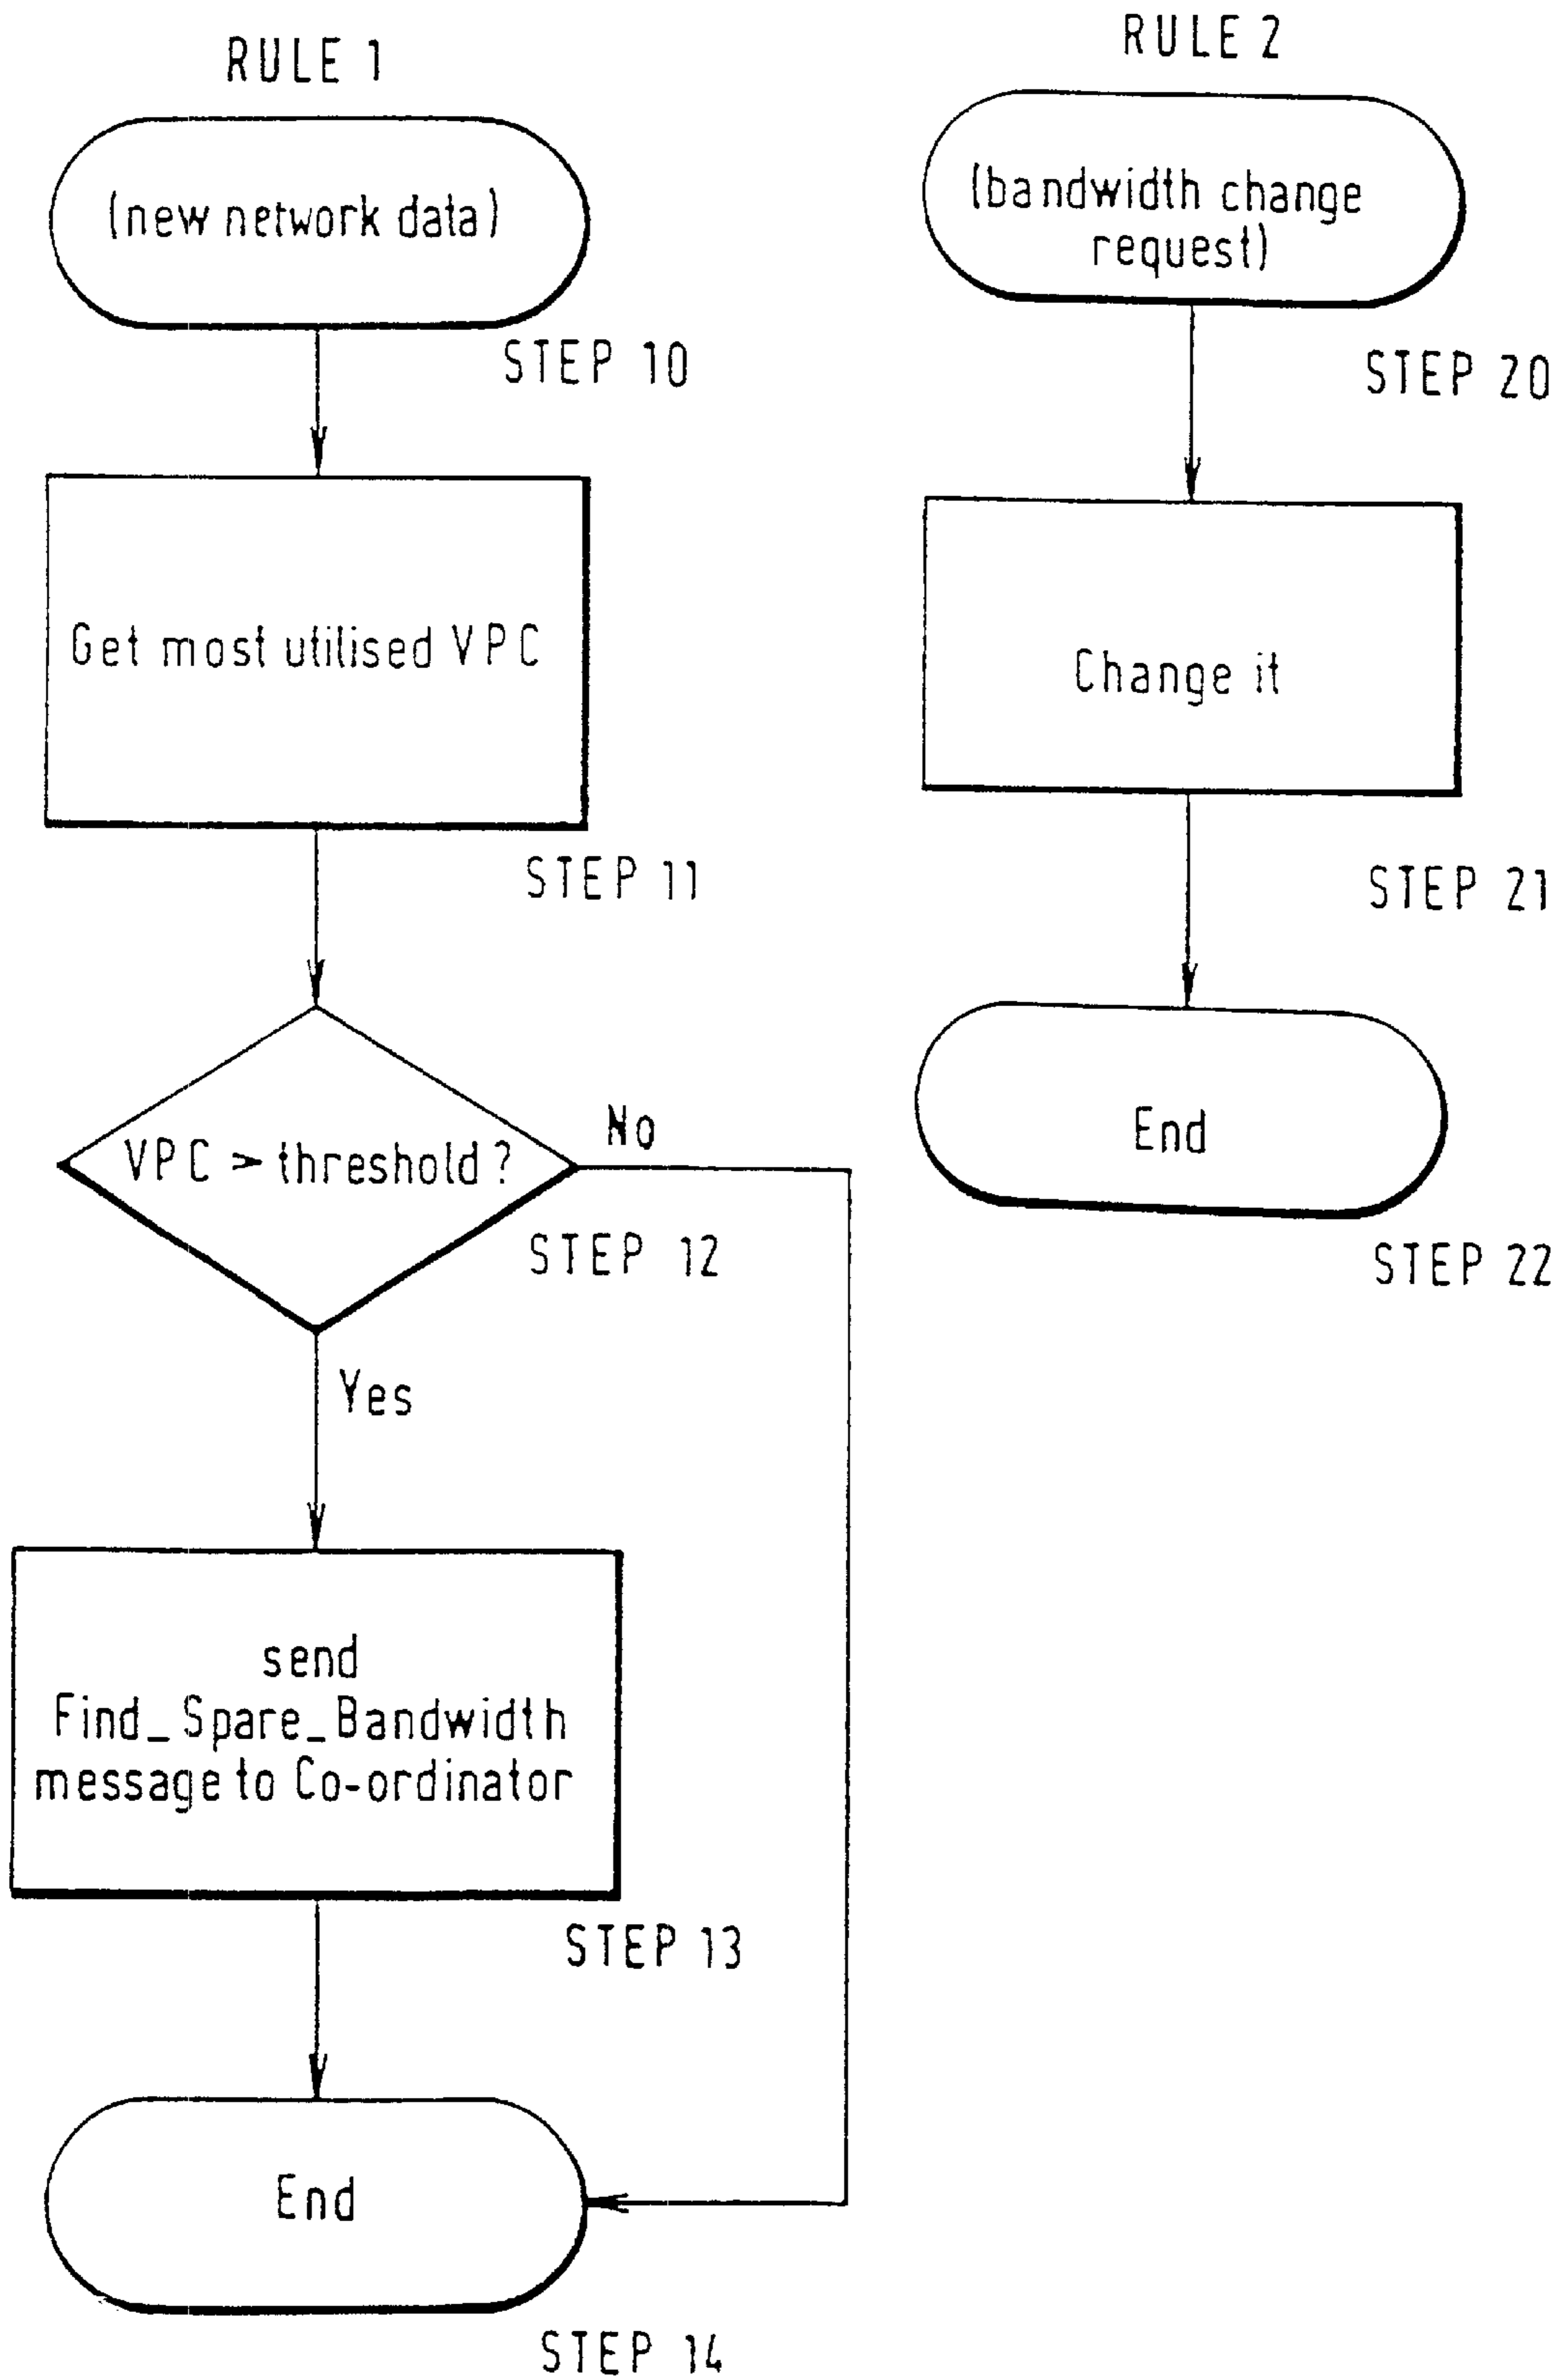 RULE 1
(new network data)
STEP 10
Get most utilised VPC
STEP 11
VPC > threshold?
No
STEP 12
Yes
send
Find_Spare_Bandwidth
message to Co-ordinator
STEP 13
End
STEP 14
RULE 2
(bandwidth change
request)
STEP 20
Change it
STEP 21
End
STEP 22